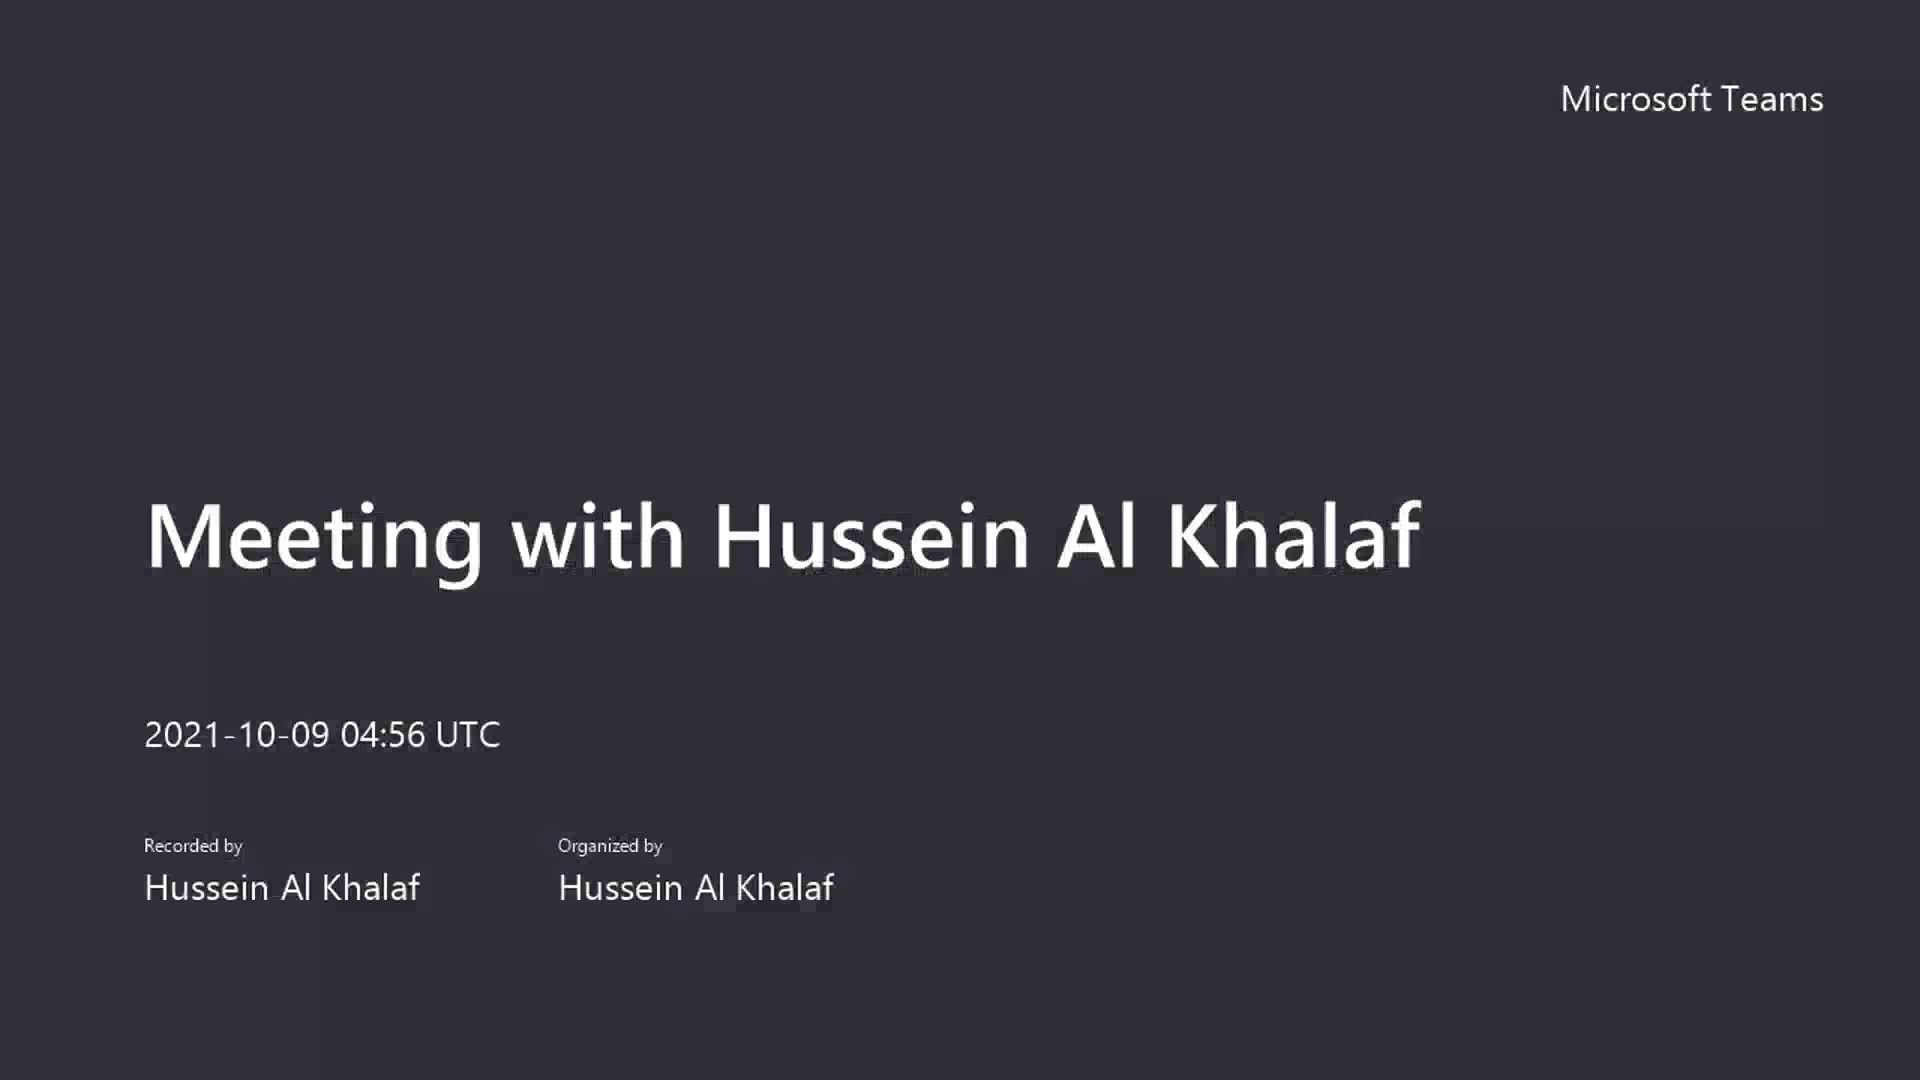 Microsoft Teams
Meeting with Hussein Al Khalaf
2021-10-09 04:56 UTC
Recorded by
Hussein Al Khalaf
Organized by
Hussein Al Khalaf